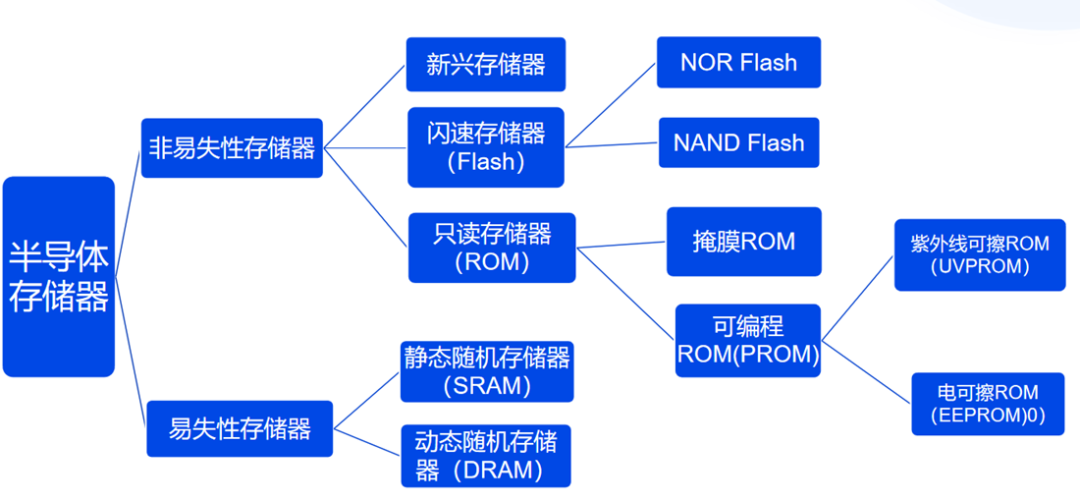 半导体
存储器
非易失性存储器
新兴存储器
闪速存储器
（Flash）
NOR Flash
NAND Flash
只读存储器
（ROM）
掩膜ROM
可编程
ROM(PROM)
紫外线可擦ROM
（UVPROM）
电可擦ROM
（EEPROM)0）
易失性存储器
静态随机存储器
（SRAM）
动态随机存储
器（DRAM）